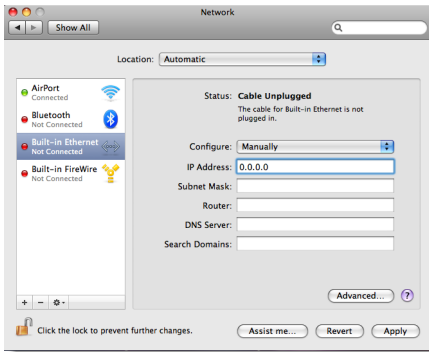 Network
Show All
Location: Automatic
AirPort
Connected
Bluetooth
Not Connected
Built-in Ethernet
Not Connected
Built-in FireWire
Not Connected
Status: Cable Unplugged
The cable for Built-in Ethernet is not
plugged in.
Configure: Manually
IP Address: 0.0.0.0
Subnet Mask:
Router:
DNS Server:
Search Domains:
Advanced... ?
+ −
Click the lock to prevent further changes.
Assist me... Revert Apply